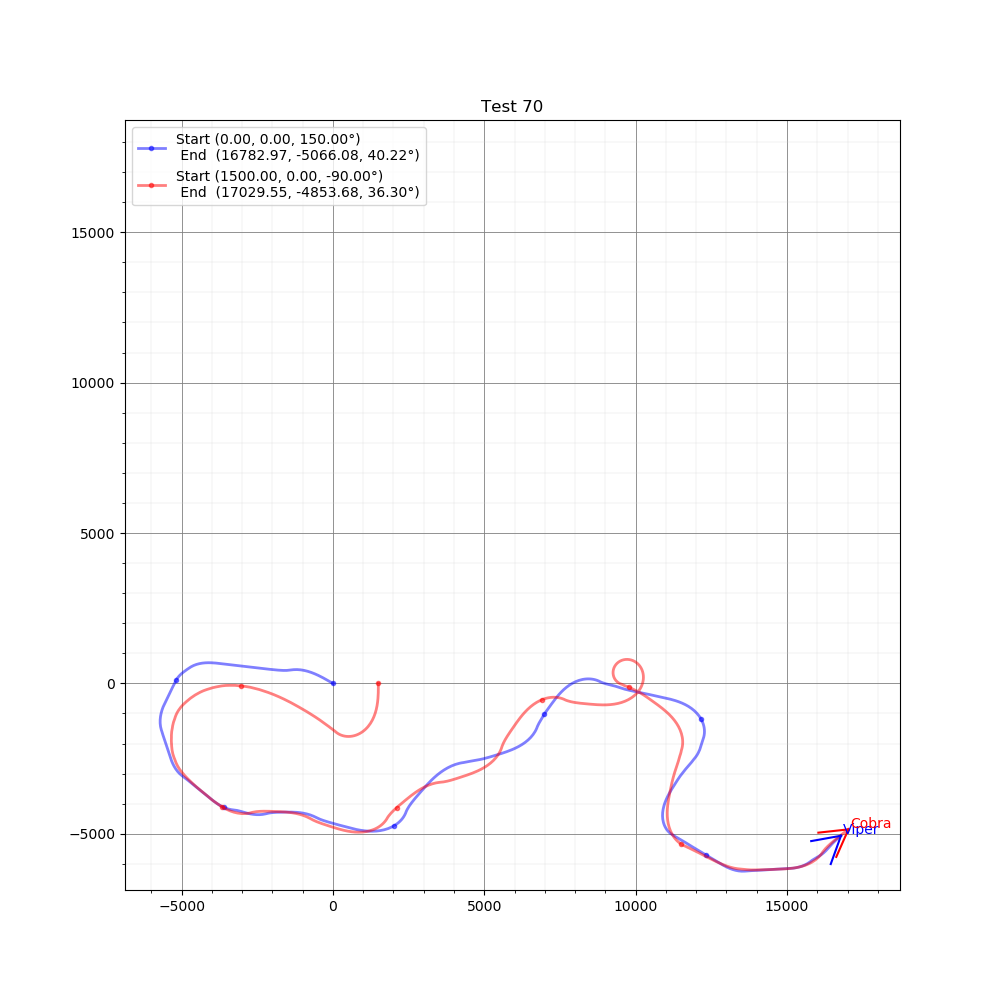 Test 70
Start (0.00, 0.00, 150.00°)
End  (16782.97, -5066.08, 40.22°)
Start (1500.00, 0.00, -90.00°)
End  (17029.55, -4853.68, 36.30°)
15000
10000
5000
0
−5000
Cobra
Viper
−5000 0 5000 10000 15000